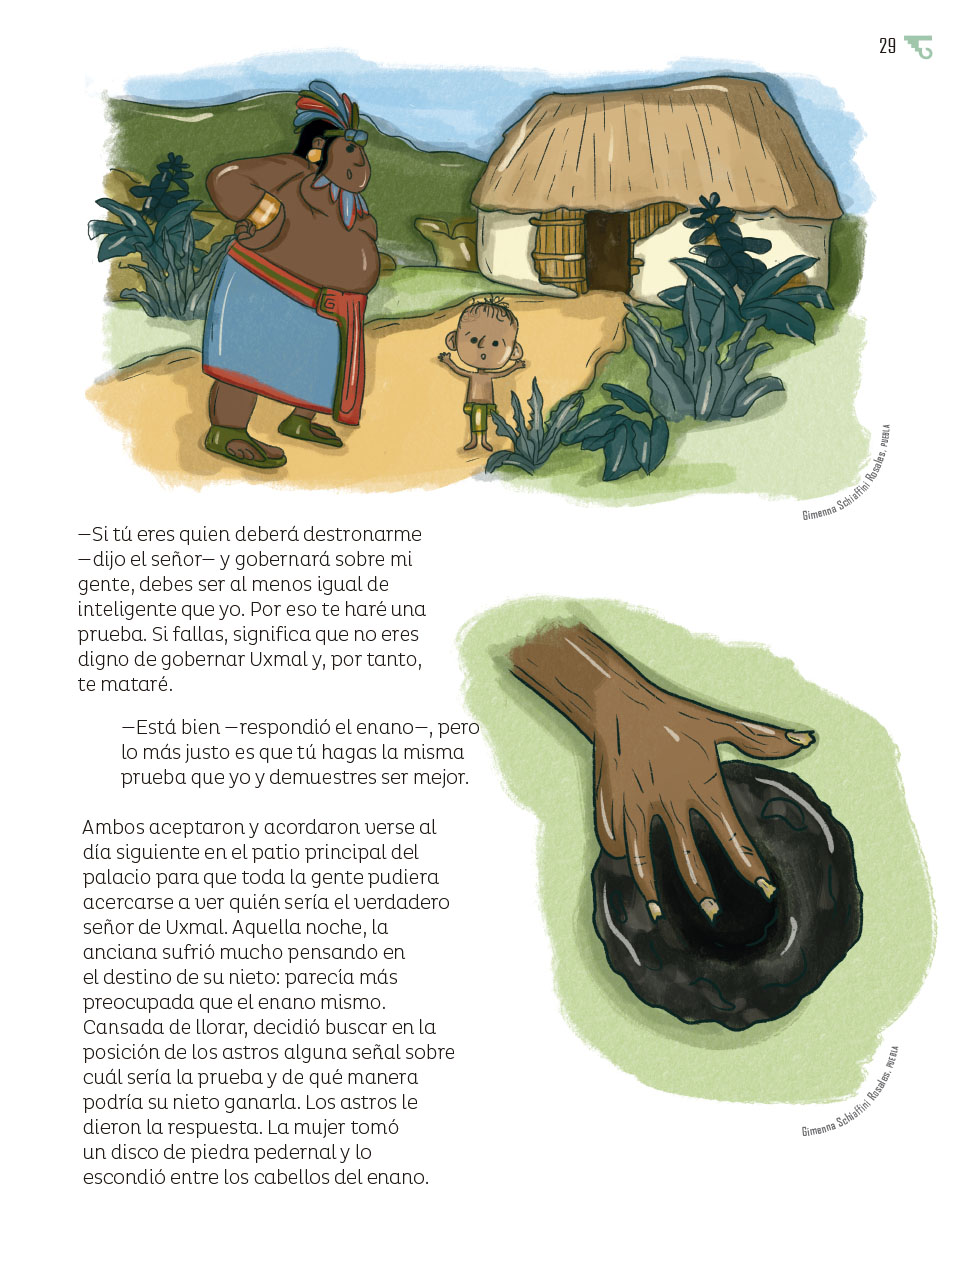 29
Gimenna Schiaffini Rosales, PUEBLA
—Si tú eres quien deberá destronarme
—dijo el señor— y gobernará sobre mi
gente, debes ser al menos igual de
inteligente que yo. Por eso te haré una
prueba. Si fallas, significa que no eres
digno de gobernar Uxmal y, por tanto,
te mataré.
—Está bien —respondió el enano—, pero
lo más justo es que tú hagas la misma
prueba que yo y demuestres ser mejor.
Ambos aceptaron y acordaron verse al
día siguiente en el patio principal del
palacio para que toda la gente pudiera
acercarse a ver quién sería el verdadero
señor de Uxmal. Aquella noche, la
anciana sufrió mucho pensando en
el destino de su nieto: parecía más
preocupada que el enano mismo.
Cansada de llorar, decidió buscar en la
posición de los astros alguna señal sobre
cuál sería la prueba y de qué manera
podría su nieto ganarla. Los astros le
dieron la respuesta. La mujer tomó
un disco de piedra pedernal y lo
escondió entre los cabellos del enano.
Gimenna Schiaffini Rosales, PUEBLA